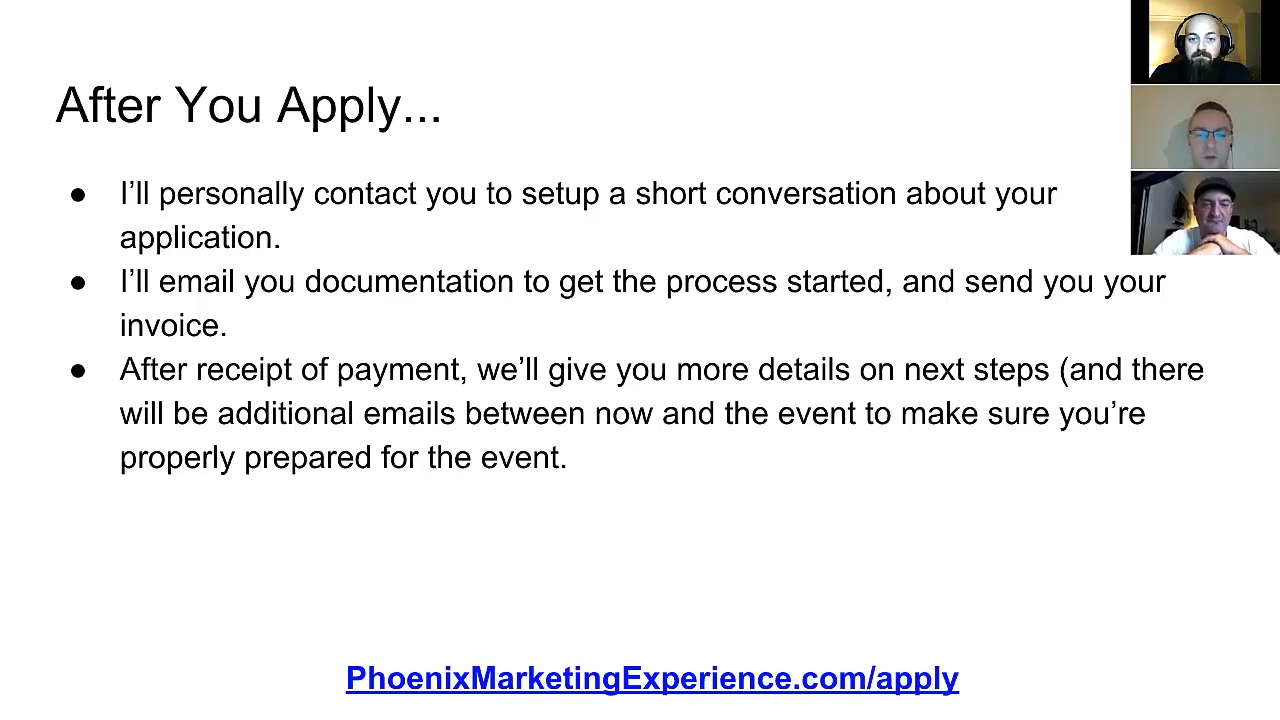 After You Apply...
● I’ll personally contact you to setup a short conversation about your
application.
● I’ll email you documentation to get the process started, and send you your
invoice.
● After receipt of payment, we’ll give you more details on next steps (and there
will be additional emails between now and the event to make sure you’re
properly prepared for the event.
PhoenixMarketingExperience.com/apply